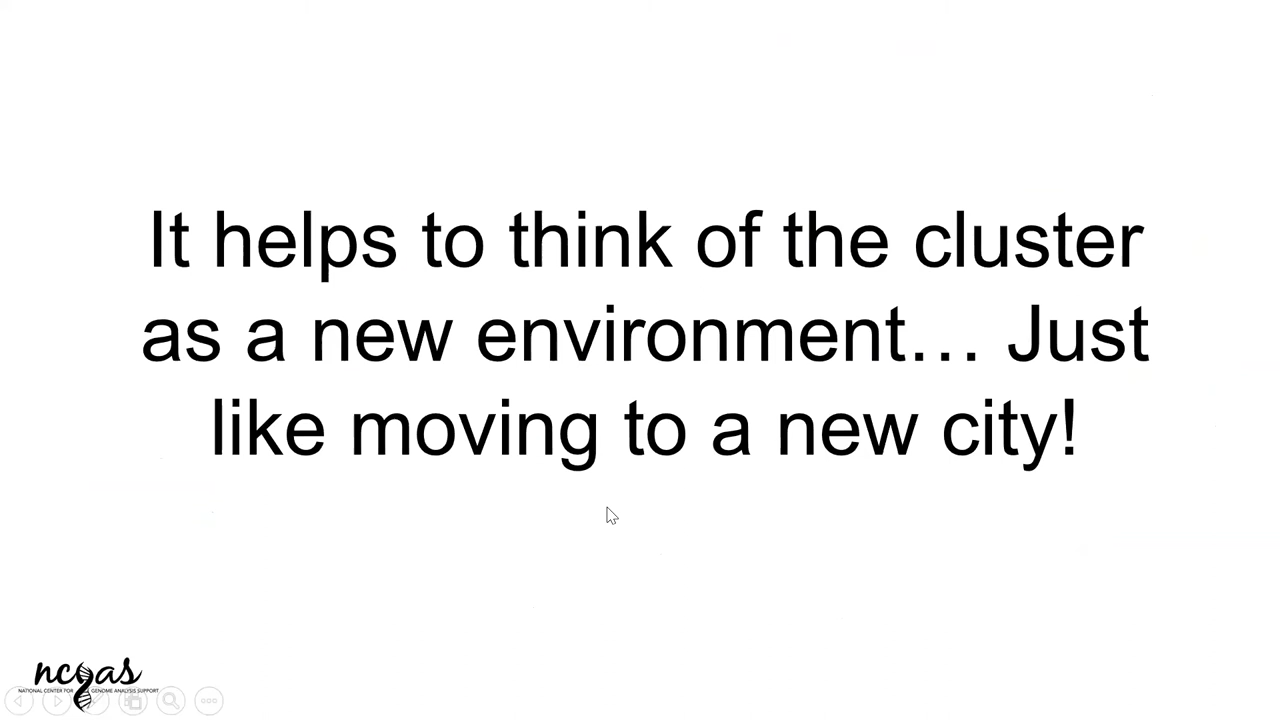 It helps to think of the cluster
as a new environment… Just
like moving to a new city!
ncgas
NATIONAL CENTER FOR GENOME ANALYSIS SUPPORT